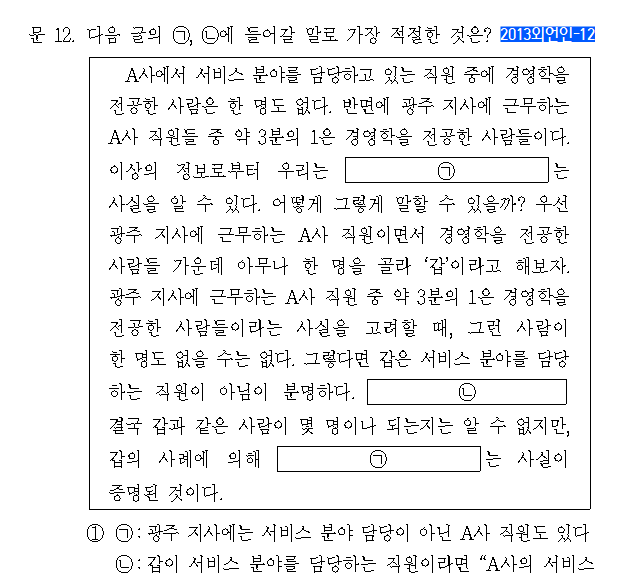 문 12. 다음 글의 ㉠, ㉡에 들어갈 말로 가장 적절한 것은? 2013외언인-12
A사에서 서비스 분야를 담당하고 있는 직원 중에 경영학을
전공한 사람은 한 명도 없다. 반면에 광주 지사에 근무하는
A사 직원들 중 약 3분의 1은 경영학을 전공한 사람들이다.
이상의 정보로부터 우리는 ㉠ 는
사실을 알 수 있다. 어떻게 그렇게 말할 수 있을까? 우선
광주 지사에 근무하는 A사 직원이면서 경영학을 전공한
사람들 가운데 아무나 한 명을 골라 ‘갑’이라고 해보자.
광주 지사에 근무하는 A사 직원 중 약 3분의 1은 경영학을
전공한 사람들이라는 사실을 고려할 때, 그런 사람이
한 명도 없을 수는 없다. 그렇다면 갑은 서비스 분야를 담당
하는 직원이 아님이 분명하다. ㉡
결국 갑과 같은 사람이 몇 명이나 되는지는 알 수 없지만,
갑의 사례에 의해 ㉠ 는 사실이
증명된 것이다.
① ㉠: 광주 지사에는 서비스 분야 담당이 아닌 A사 직원도 있다
㉡: 갑이 서비스 분야를 담당하는 직원이라면 “A사의 서비스